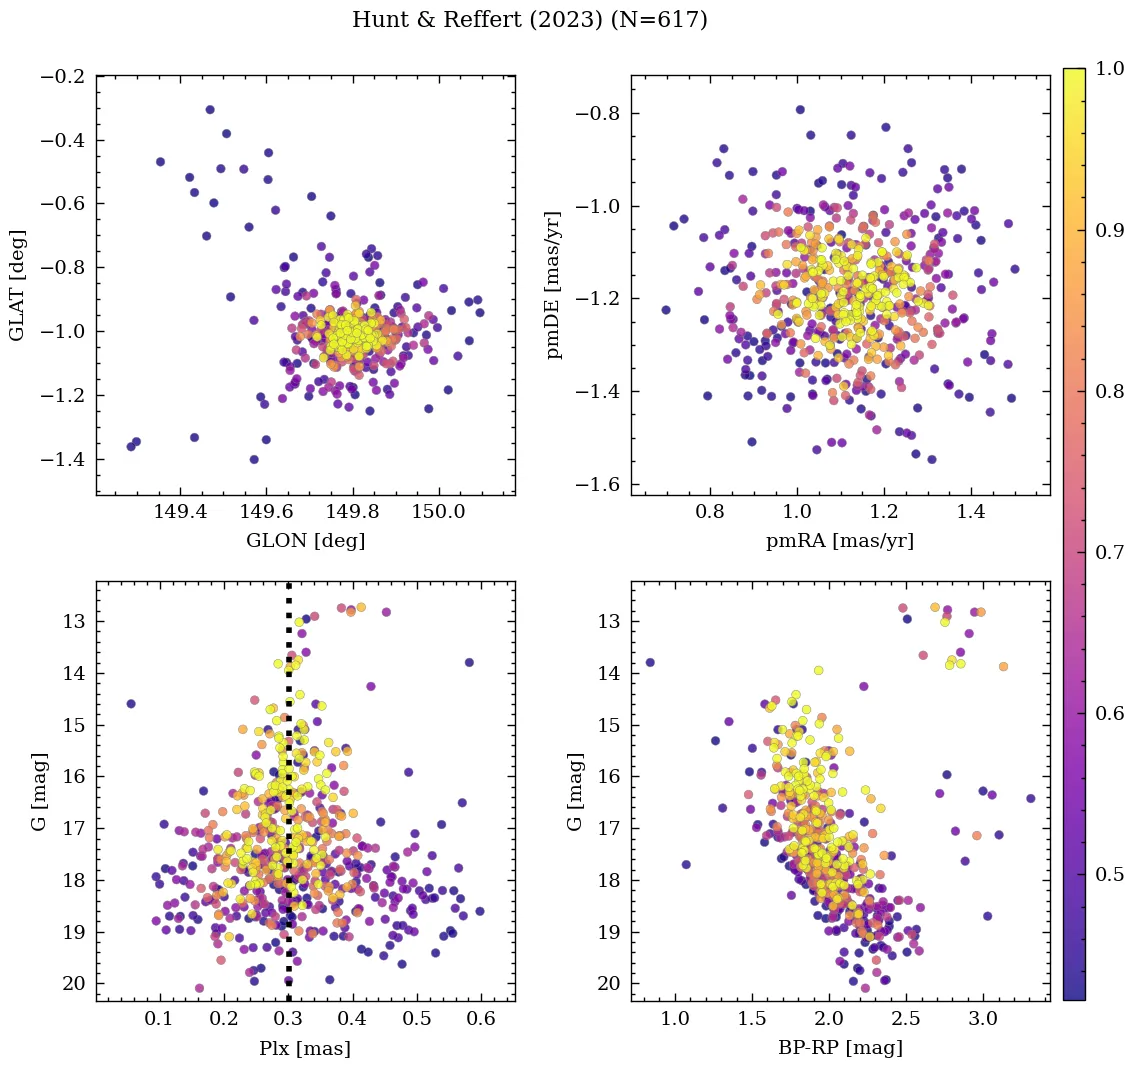 Hunt & Reffert (2023) (N=617)
−0.2
−0.4
−0.6
−0.8
−1.0
−1.2
−1.4
GLAT [deg]
149.4 149.6 149.8 150.0
GLON [deg]
−0.8
−1.0
−1.2
−1.4
−1.6
pmDE [mas/yr]
0.8 1.0 1.2 1.4
pmRA [mas/yr]
13
14
15
16
17
18
19
20
G [mag]
0.1 0.2 0.3 0.4 0.5 0.6
Plx [mas]
13
14
15
16
17
18
19
20
G [mag]
1.0 1.5 2.0 2.5 3.0
BP-RP [mag]
1.0
0.9
0.8
0.7
0.6
0.5